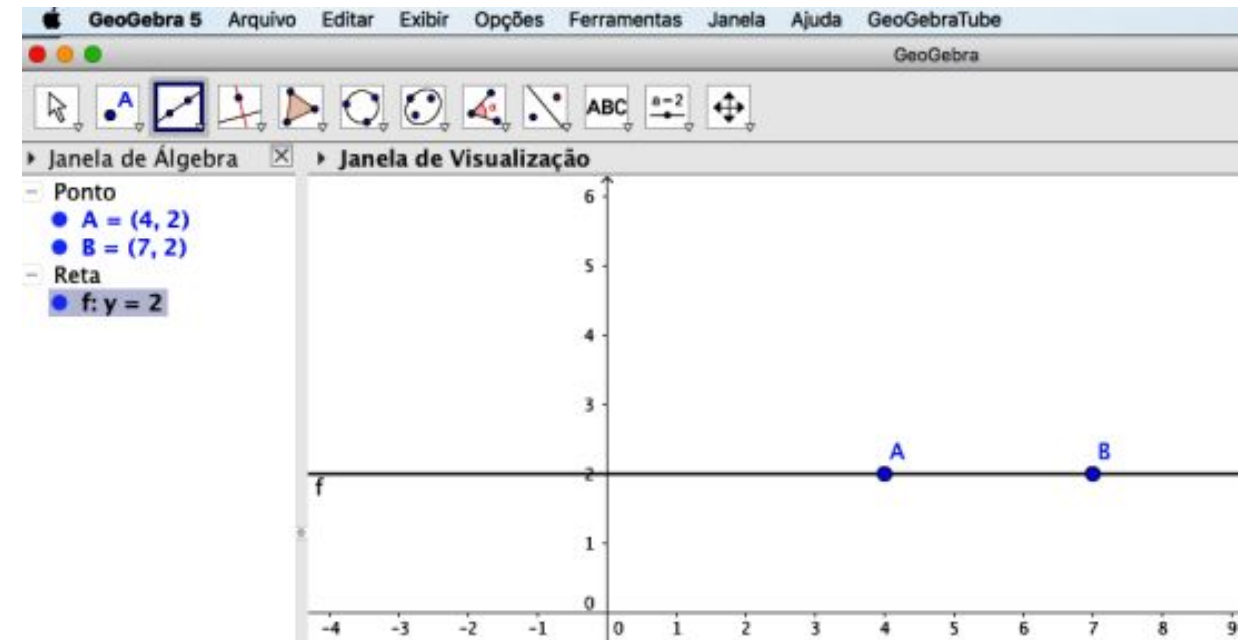 GeoGebra 5 Arquivo Editar Exibir Opções Ferramentas Janela Ajuda GeoGebraTube
GeoGebra
A ABC a=2
Janela de Álgebra Janela de Visualização
Ponto
A = (4, 2)
B = (7, 2)
Reta
f: y = 2
6
5
4
3
A B
2
f
1
0
-4 -3 -2 -1 0 1 2 3 4 5 6 7 8 9